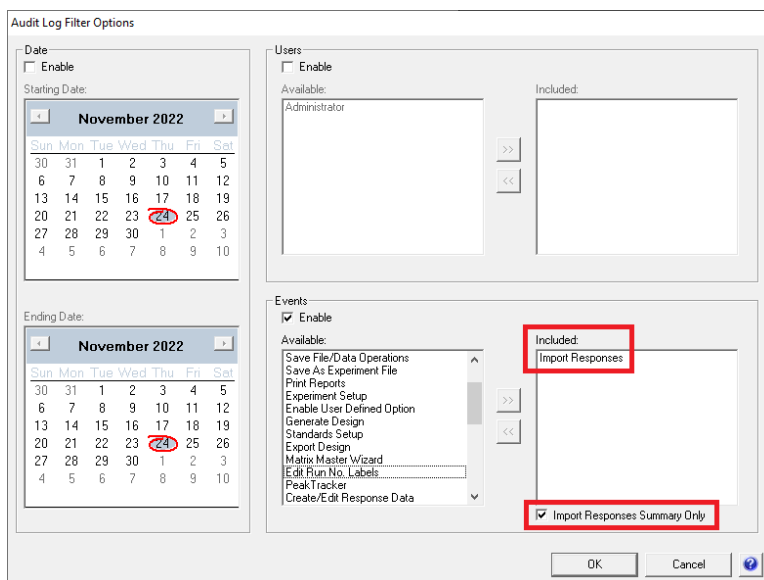 Audit Log Filter Options
Date
Enable
Starting Date:
November 2022
Sun Mon Tue Wed Thu Fri Sat
30 31 1 2 3 4 5
6 7 8 9 10 11 12
13 14 15 16 17 18 19
20 21 22 23 24 25 26
27 28 29 30 1 2 3
4 5 6 7 8 9 10
Ending Date:
November 2022
Sun Mon Tue Wed Thu Fri Sat
30 31 1 2 3 4 5
6 7 8 9 10 11 12
13 14 15 16 17 18 19
20 21 22 23 24 25 26
27 28 29 30 1 2 3
4 5 6 7 8 9 10
Users
Enable
Available:
Administrator
>>
<<
Included:
Events
Enable
Available:
Save File/Data Operations
Save As Experiment File
Print Reports
Experiment Setup
Enable User Defined Option
Generate Design
Standards Setup
Export Design
Matrix Master Wizard
Edit Run No. Labels
PeakTracker
Create/Edit Response Data
>>
<<
Included:
Import Responses
Import Responses Summary Only
OK
Cancel
?